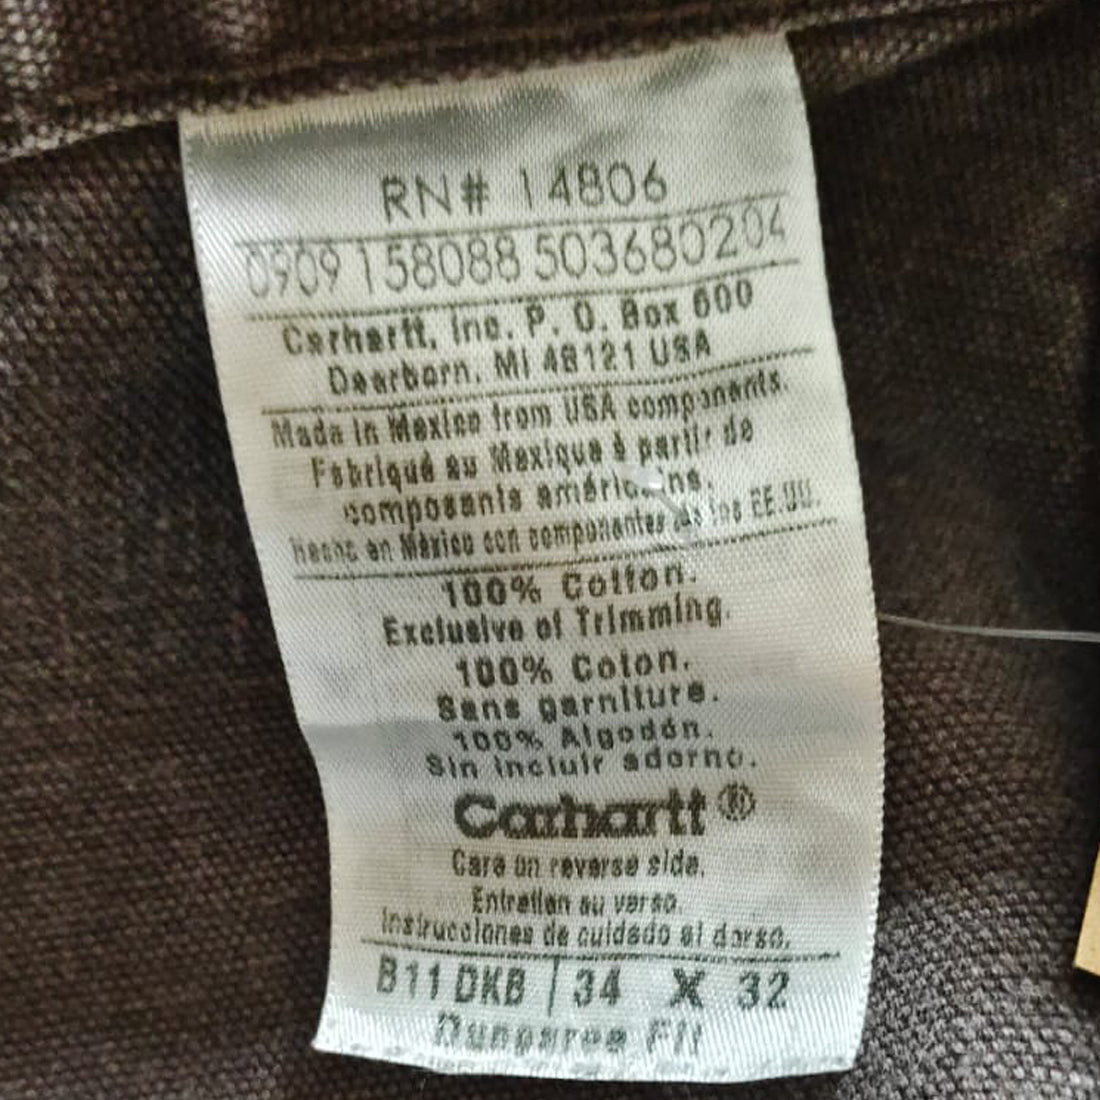 RN# 14806
0909 158088 503680204
Carhartt, Inc. P. O. Box 600
Dearborn, MI 48121 USA
Made in Mexico from USA components.
Fabriqué au Mexique à partir de
composants américains.
Hecho en México con componentes de los EE.UU.
100% Cotton.
Exclusive of Trimming.
100% Coton.
Sans garniture.
100% Algodón.
Sin incluir adorno.
Carhartt®
Care on reverse side.
Entretien au verso.
Instrucciones de cuidado al dorso.
B11 DKB | 34 X 32
Dungaree Fit